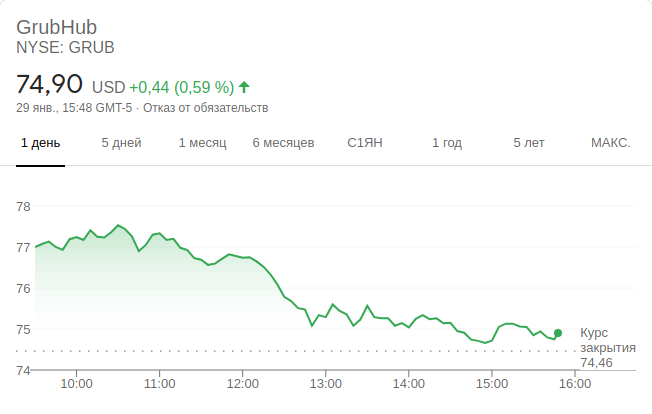 GrubHub
NYSE: GRUB
74,90 USD +0,44 (0,59 %)
29 янв., 15:48 GMT-5 · Отказ от обязательств
1 день 5 дней 1 месяц 6 месяцев С1ЯН 1 год 5 лет МАКС.
78
77
76
75
Курс
закрытия
74,46
74
10:00 11:00 12:00 13:00 14:00 15:00 16:00